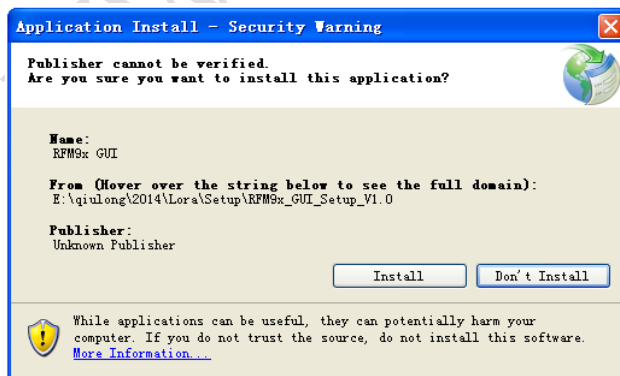 Application Install - Security Warning
Publisher cannot be verified.
Are you sure you want to install this application?
Name:
RFM9x GUI
From (Hover over the string below to see the full domain):
E:\qiulong\2014\Lora\Setup\RFM9x_GUI_Setup_V1.0
Publisher:
Unknown Publisher
Install Don't Install
While applications can be useful, they can potentially harm your
computer. If you do not trust the source, do not install this software.
More Information...